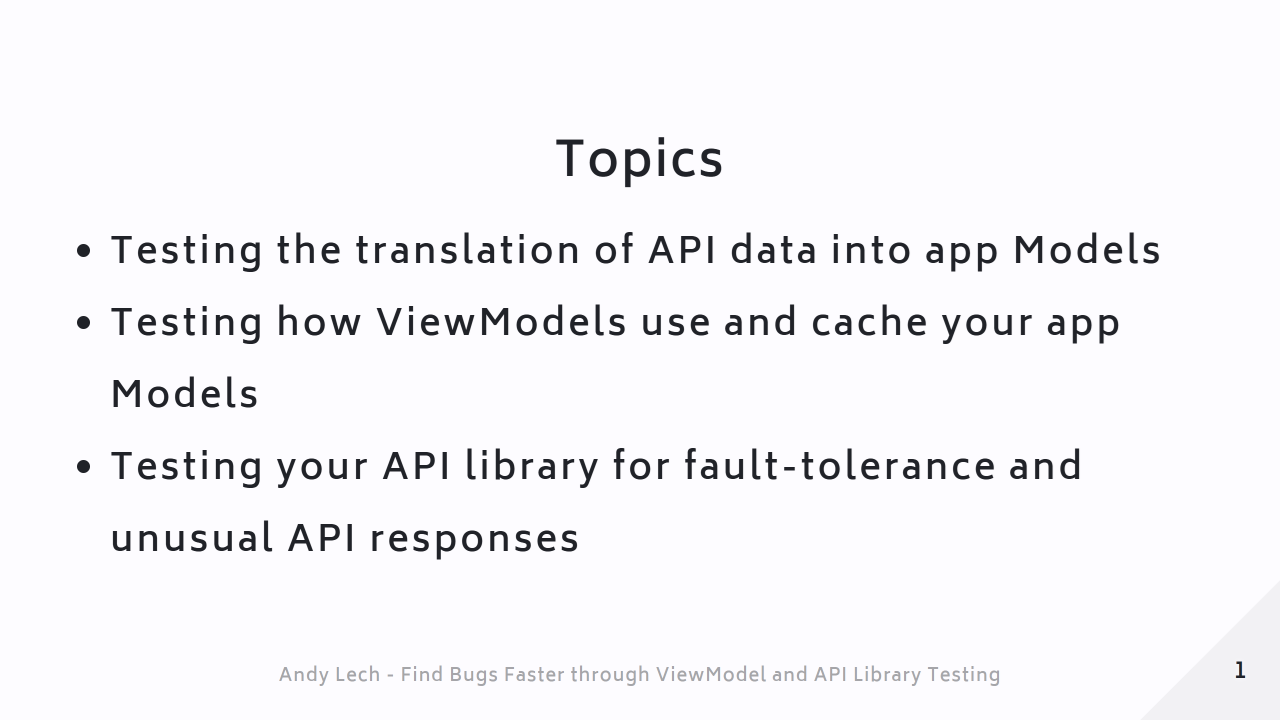 Topics
• Testing the translation of API data into app Models
• Testing how ViewModels use and cache your app
Models
• Testing your API library for fault-tolerance and
unusual API responses
Andy Lech - Find Bugs Faster through ViewModel and API Library Testing
1